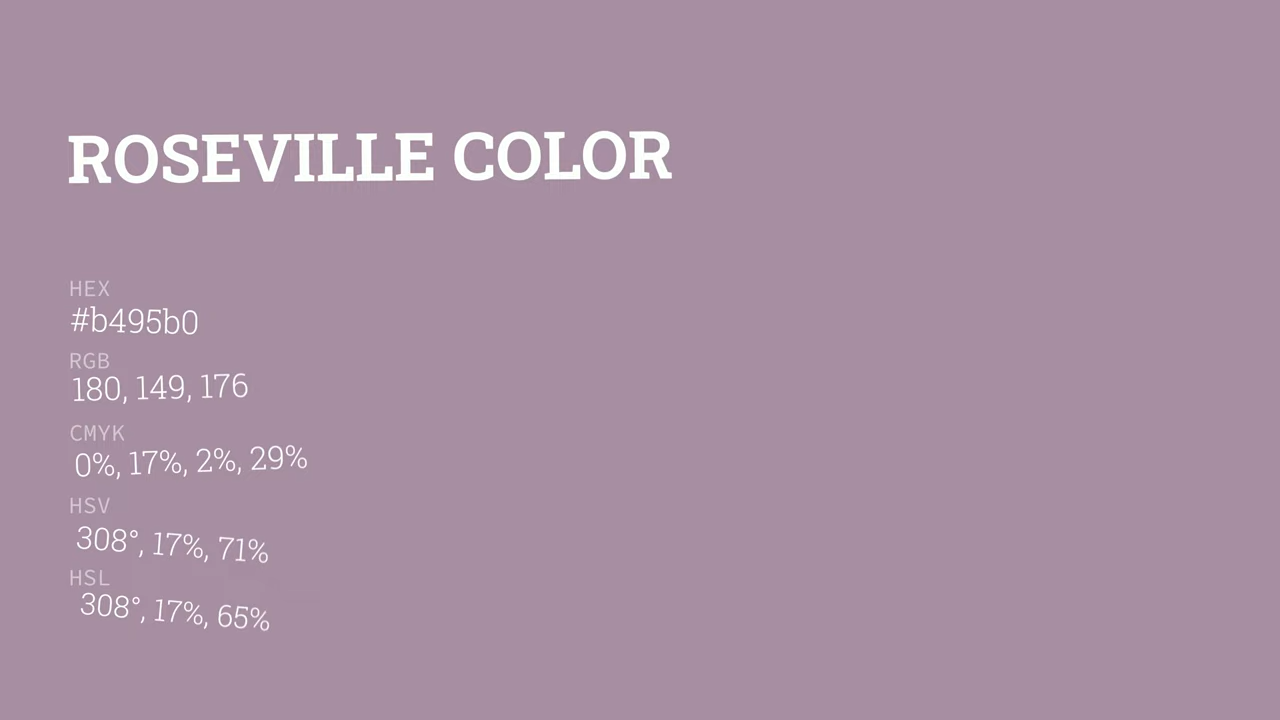 ROSEVILLE COLOR
HEX
#b495b0
RGB
180, 149, 176
CMYK
0%, 17%, 2%, 29%
HSV
308°, 17%, 71%
HSL
308°, 17%, 65%